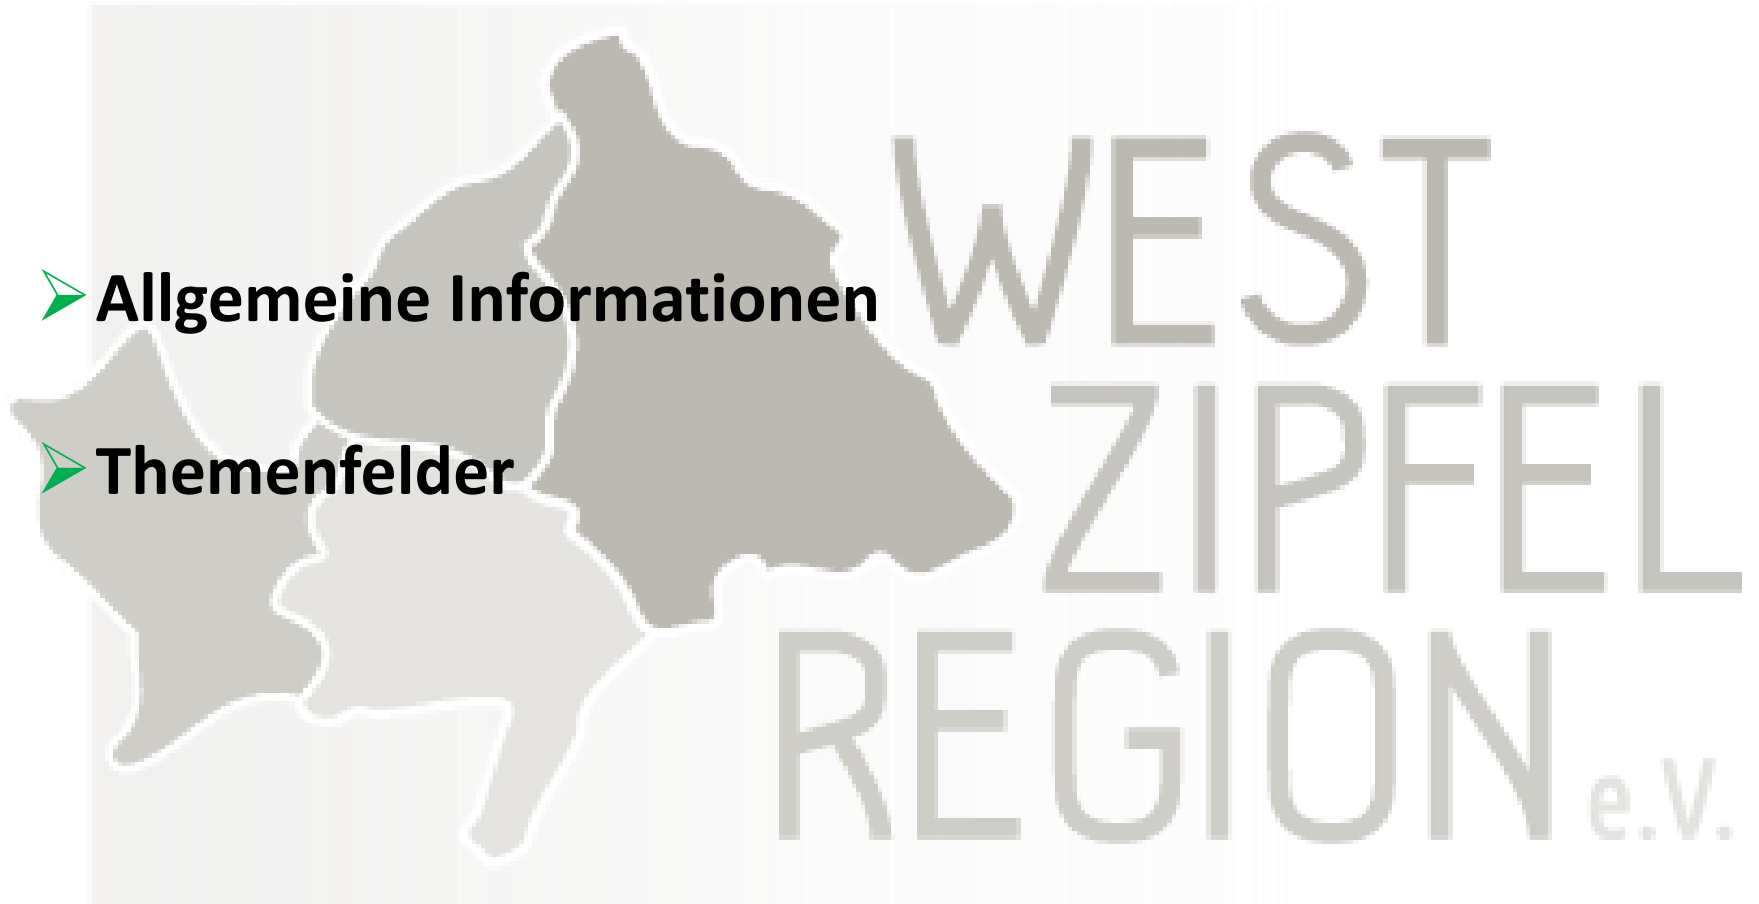 Allgemeine Informationen
Themenfelder
WEST
ZIPFEL
REGION e.V.